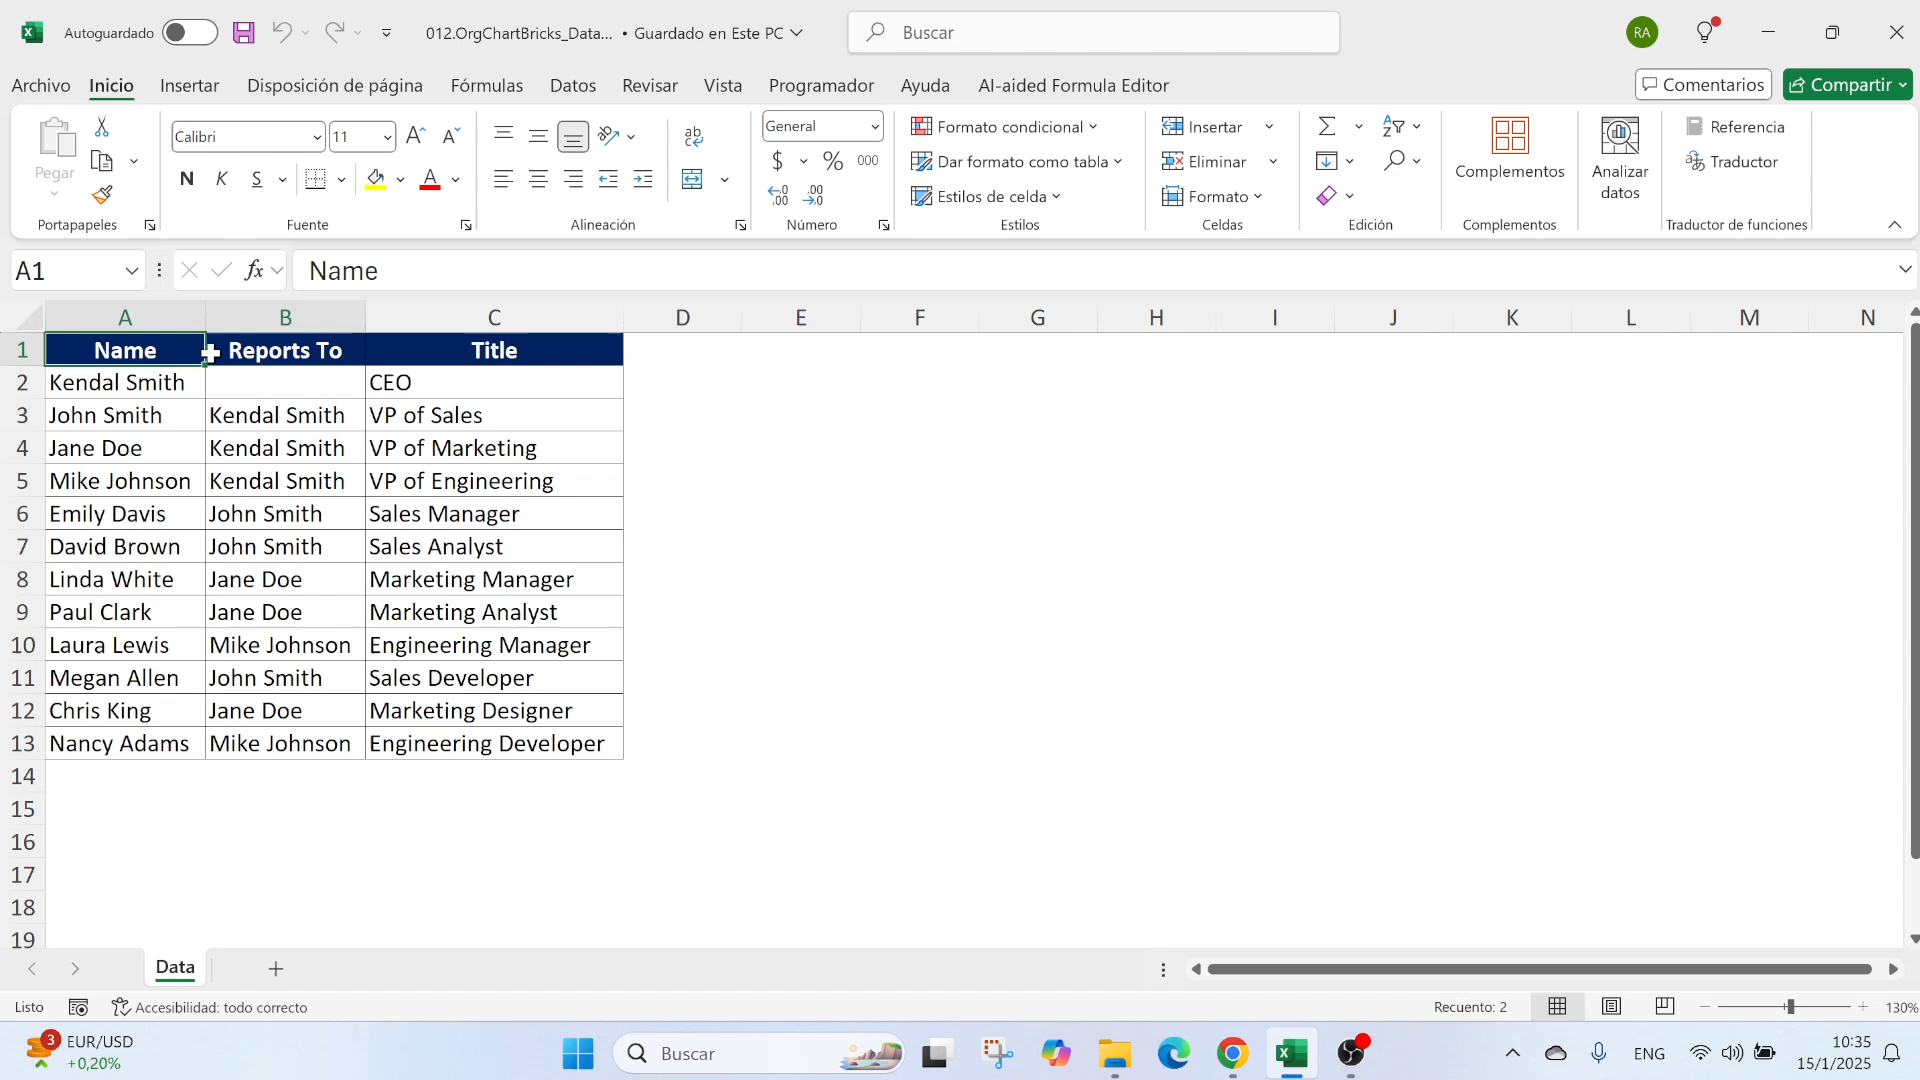 Autoguardado
012.OrgChartBricks_Data... • Guardado en Este PC
Buscar
RA
Archivo Inicio Insertar Disposición de página Fórmulas Datos Revisar Vista Programador Ayuda AI-aided Formula Editor Comentarios Compartir
Pegar
Portapapeles
Calibri 11
N K S
Fuente
ab
Alineación
General
$ % 000
Número
Formato condicional
Dar formato como tabla
Estilos de celda
Estilos
Insertar
Eliminar
Formato
Celdas
Edición
Complementos
Complementos
Analizar
datos
Referencia
Traductor
Traductor de funciones
A1 fx Name
A B C D E F G H I J K L M N
1 Name Reports To Title
2 Kendal Smith CEO
3 John Smith Kendal Smith VP of Sales
4 Jane Doe Kendal Smith VP of Marketing
5 Mike Johnson Kendal Smith VP of Engineering
6 Emily Davis John Smith Sales Manager
7 David Brown John Smith Sales Analyst
8 Linda White Jane Doe Marketing Manager
9 Paul Clark Jane Doe Marketing Analyst
10 Laura Lewis Mike Johnson Engineering Manager
11 Megan Allen John Smith Sales Developer
12 Chris King Jane Doe Marketing Designer
13 Nancy Adams Mike Johnson Engineering Developer
14
15
16
17
18
19
Data
Listo Accesibilidad: todo correcto Recuento: 2 130%
3 EUR/USD
+0,20%
Buscar
ENG
10:35
15/1/2025